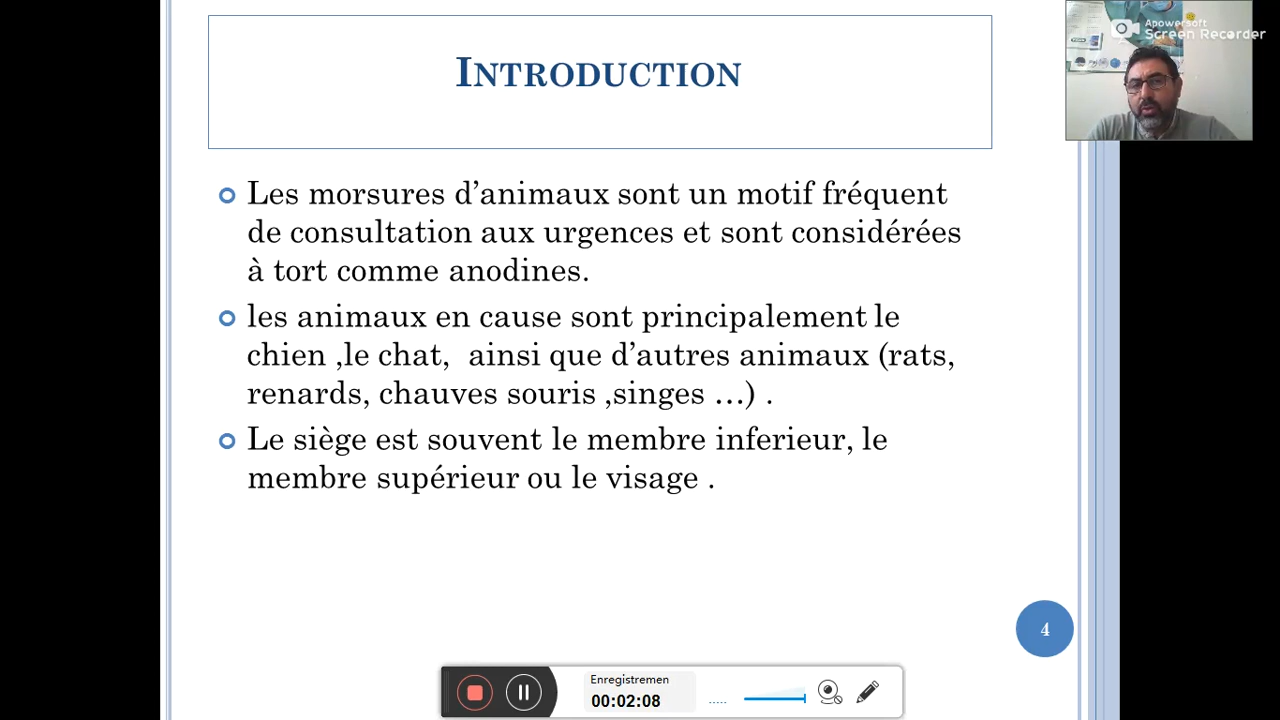 INTRODUCTION
Apowersoft
Screen Recorder
Les morsures d’animaux sont un motif fréquent
de consultation aux urgences et sont considérées
à tort comme anodines.
les animaux en cause sont principalement le
chien ,le chat,  ainsi que d’autres animaux (rats,
renards, chauves souris ,singes …) .
Le siège est souvent le membre inferieur, le
membre supérieur ou le visage .
4
Enregistremen
00:02:08